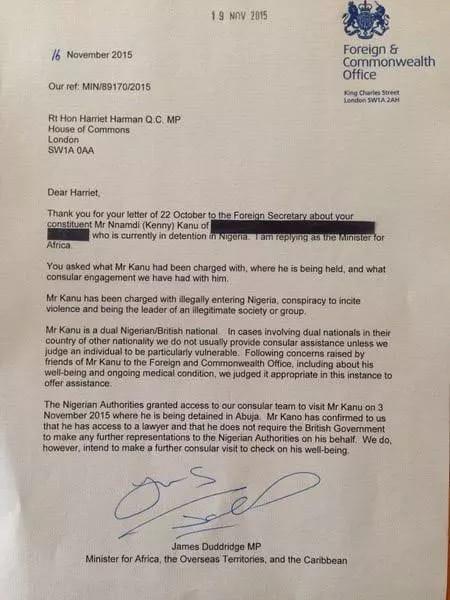 19 NOV 2015
Foreign &
Commonwealth
Office
King Charles Street
London SW1A 2AH
16 November 2015
Our ref: MIN/89170/2015
Rt Hon Harriet Harman Q.C. MP
House of Commons
London
SW1A 0AA
Dear Harriet,
Thank you for your letter of 22 October to the Foreign Secretary about your
constituent Mr Nnamdi (Kenny) Kanu of
who is currently in detention in Nigeria. I am replying as the Minister for
Africa.
You asked what Mr Kanu had been charged with, where he is being held, and what
consular engagement we have had with him.
Mr Kanu has been charged with illegally entering Nigeria, conspiracy to incite
violence and being the leader of an illegitimate society or group.
Mr Kanu is a dual Nigerian/British national. In cases involving dual nationals in their
country of other nationality we do not usually provide consular assistance unless we
judge an individual to be particularly vulnerable. Following concerns raised by
friends of Mr Kanu to the Foreign and Commonwealth Office, including about his
well-being and ongoing medical condition, we judged it appropriate in this instance to
offer assistance.
The Nigerian Authorities granted access to our consular team to visit Mr Kanu on 3
November 2015 where he is being detained in Abuja. Mr Kano has confirmed to us
that he has access to a lawyer and that he does not require the British Government
to make any further representations to the Nigerian Authorities on his behalf. We do,
however, intend to make a further consular visit to check on his well-being.
James Duddridge MP
Minister for Africa, the Overseas Territories, and the Caribbean